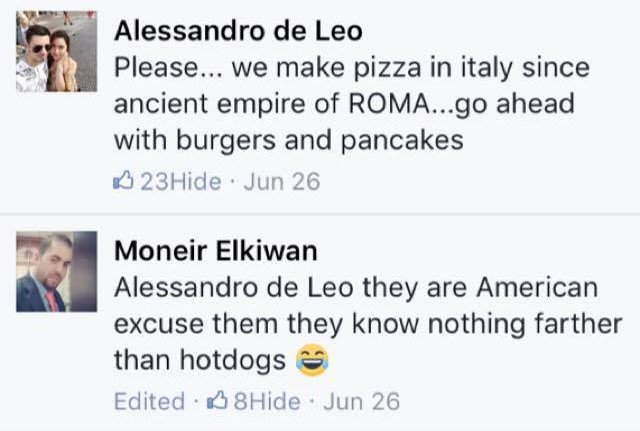 Alessandro de Leo
Please... we make pizza in italy since
ancient empire of ROMA...go ahead
with burgers and pancakes
23Hide · Jun 26
Moneir Elkiwan
Alessandro de Leo they are American
excuse them they know nothing farther
than hotdogs 😂
Edited · 8Hide · Jun 26